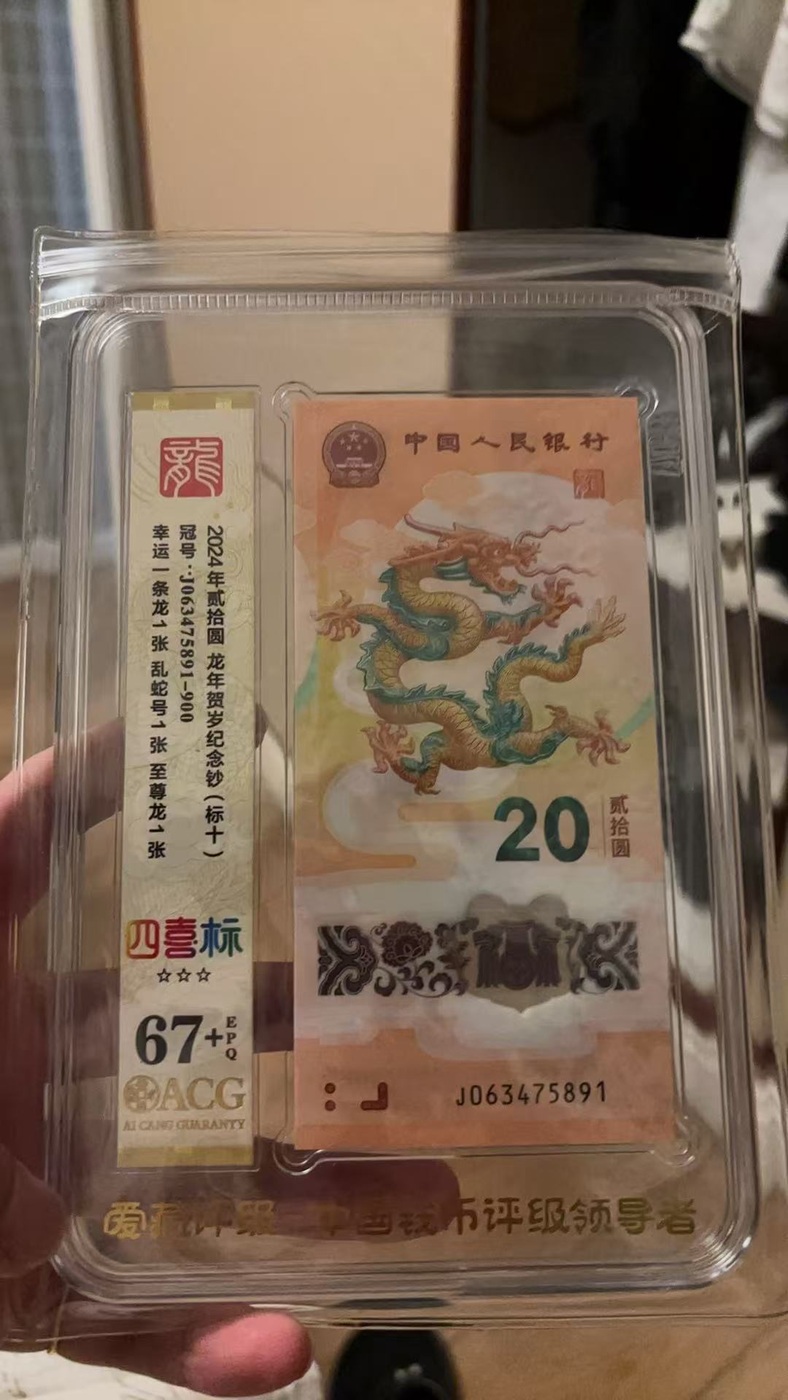 龍
2024年贰拾圆 龙年贺岁纪念钞(标十)
冠号:J063475891-900
幸运一条龙1张 乱蛇号1张 至尊龙1张
四喜标
☆☆☆
67+EPQ
ACG
AI CANG GUARANTY
中国人民银行
20
贰拾圆
J063475891
爱藏评级 中国钱币评级领导者